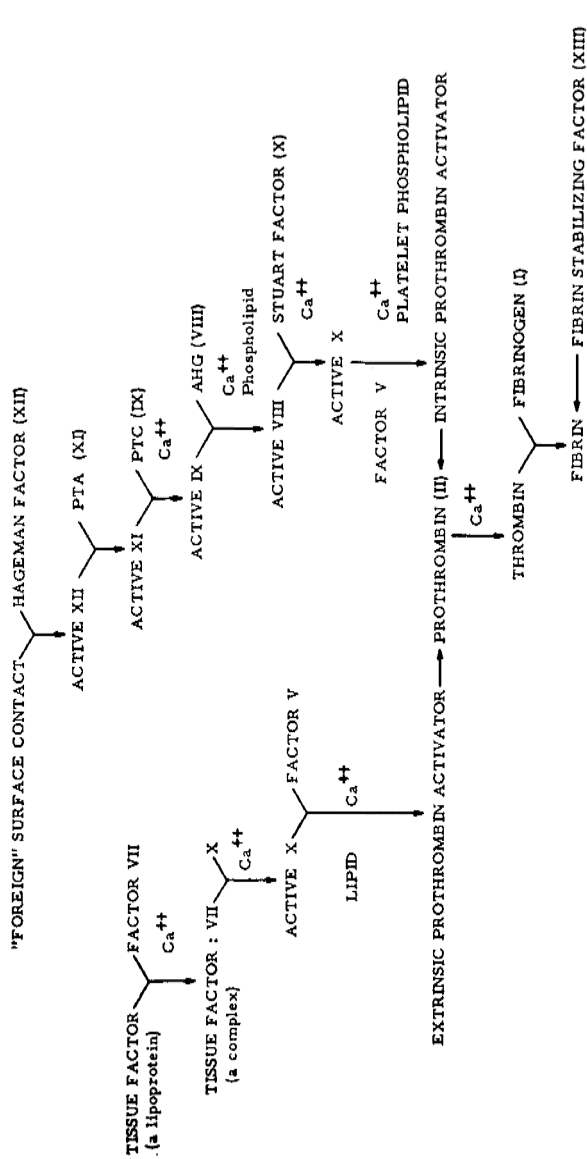 "FOREIGN" SURFACE CONTACT HAGEMAN FACTOR (XII)
ACTIVE XII PTA (XI)
ACTIVE XI PTC (IX)
Ca++
ACTIVE IX AHG (VIII)
Ca++
Phospholipid
ACTIVE VIII STUART FACTOR (X)
Ca++
ACTIVE X
FACTOR V Ca++
PLATELET PHOSPHOLIPID
TISSUE FACTOR FACTOR VII
.(a lipoprotein) Ca++
TISSUE FACTOR : VII X
(a complex) Ca++
ACTIVE X FACTOR V
LIPID Ca++
EXTRINSIC PROTHROMBIN ACTIVATOR PROTHROMBIN (II) INTRINSIC PROTHROMBIN ACTIVATOR
Ca++
THROMBIN FIBRINOGEN (I)
FIBRIN FIBRIN STABILIZING FACTOR (XIII)